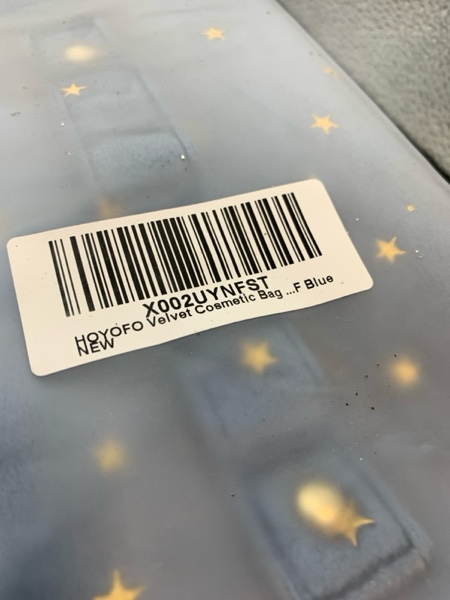 X002UYNFST
HOYOFO Velvet Cosmetic Bag ...F Blue
NEW